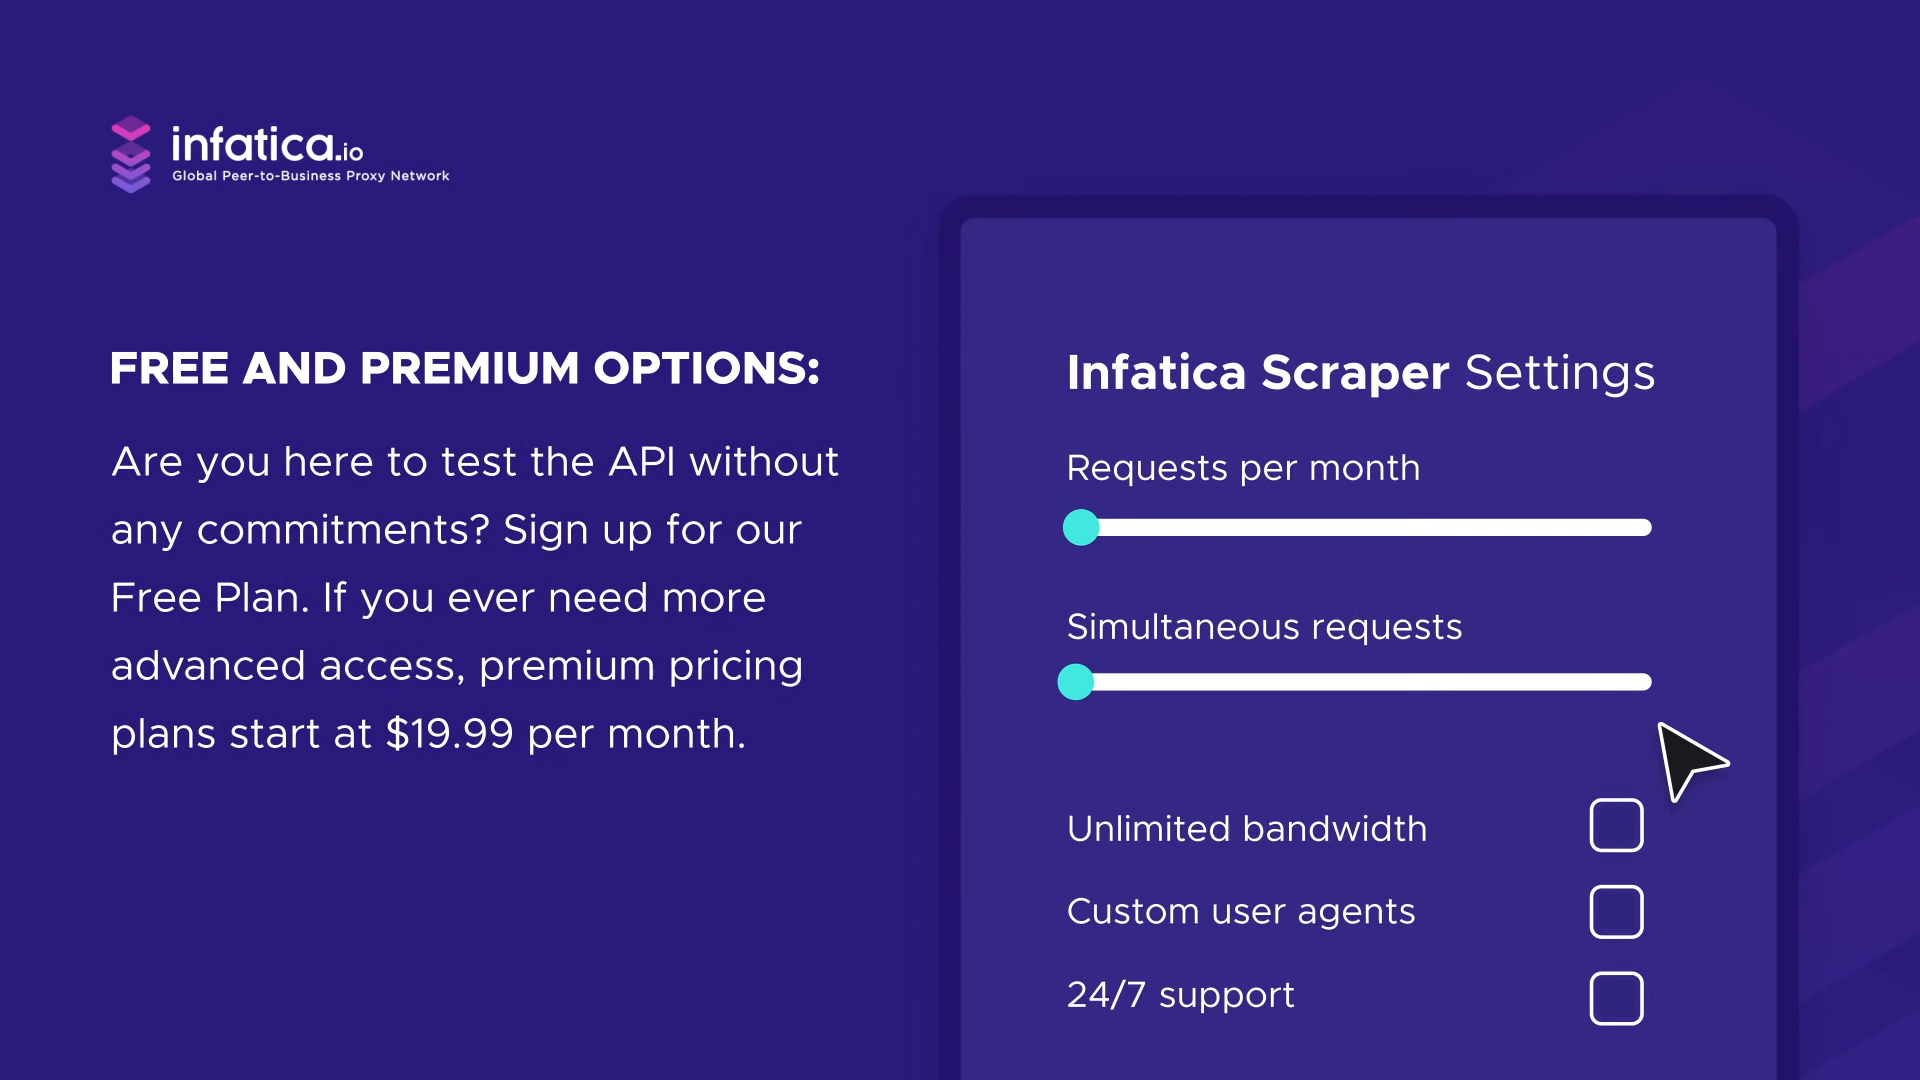 infatica.io
Global Peer-to-Business Proxy Network
FREE AND PREMIUM OPTIONS:
Are you here to test the API without
any commitments? Sign up for our
Free Plan. If you ever need more
advanced access, premium pricing
plans start at $19.99 per month.
Infatica Scraper Settings
Requests per month
Simultaneous requests
Unlimited bandwidth
Custom user agents
24/7 support